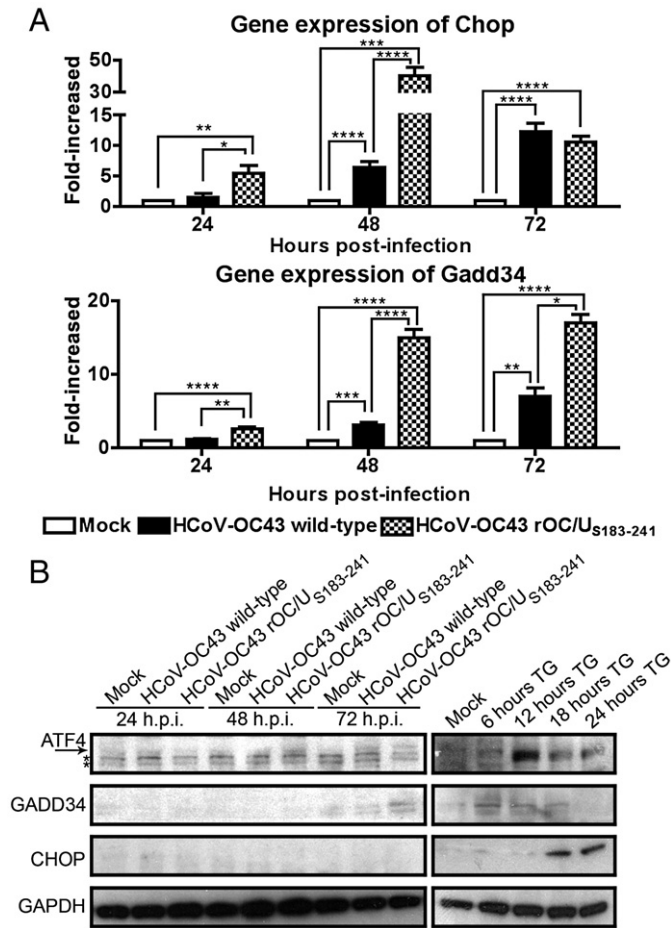 A
Gene expression of Chop
Fold-increased
50
30
15
10
5
0
** * *** **** **** **** ****
24 48 72
Hours post-infection
Gene expression of Gadd34
Fold-increased
20
10
0
**** ** **** **** *** **** * **
24 48 72
Hours post-infection
Mock HCoV-OC43 wild-type HCoV-OC43 rOC/US183-241
B
Mock HCoV-OC43 wild-type HCoV-OC43 rOC/U S183-241 Mock HCoV-OC43 wild-type HCoV-OC43 rOC/U S183-241 Mock HCoV-OC43 wild-type HCoV-OC43 rOC/U S183-241
Mock 6 hours TG 12 hours TG 18 hours TG 24 hours TG
24 h.p.i. 48 h.p.i. 72 h.p.i.
ATF4
*
*
GADD34
CHOP
GAPDH